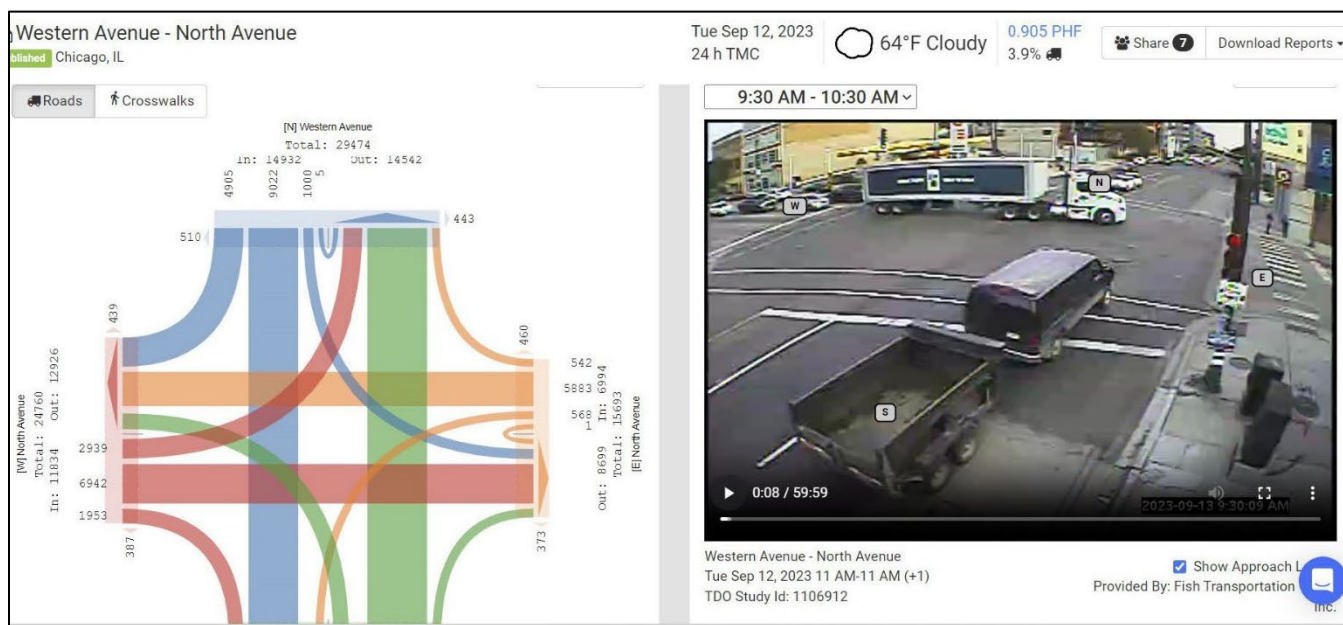 Western Avenue - North Avenue
Chicago, IL
Tue Sep 12, 2023
24 h TMC
64°F Cloudy
0.905 PHF
3.9%
Share 7
Download Reports
Roads
Crosswalks
[N] Western Avenue
Total: 29474
In: 14932 Out: 14542
4905
9022
1000
5
443
510
439
460
[W] North Avenue
Total: 24760
In: 11834 Out: 12926
2939
6942
1953
387
542
5883
568
1
Out: 8699 In: 6994
Total: 15693
[E] North Avenue
373
9:30 AM - 10:30 AM
W
N
E
S
0:08 / 59:59
2023-09-13 9:30:09 AM
Western Avenue - North Avenue
Tue Sep 12, 2023 11 AM-11 AM (+1)
TDO Study Id: 1106912
Show Approach L
Provided By: Fish Transportation
Inc.